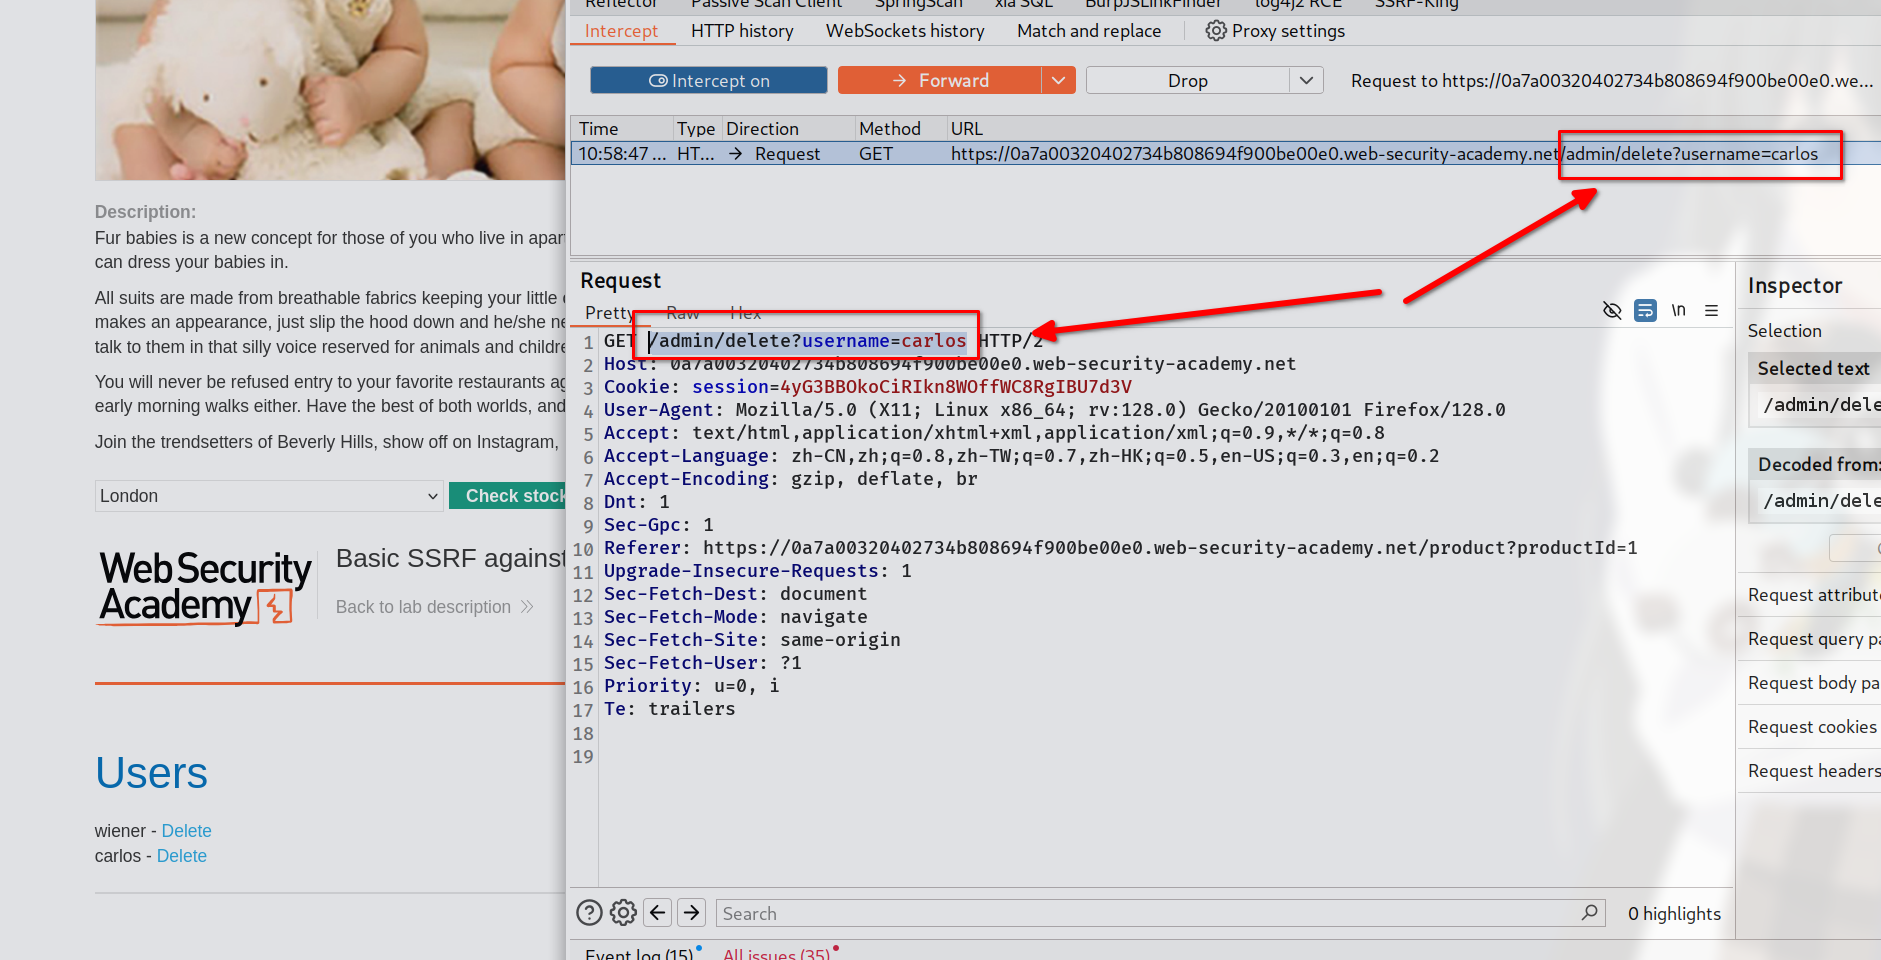 Description:
Fur babies is a new concept for those of you who live in apar
can dress your babies in.
All suits are made from breathable fabrics keeping your little
makes an appearance, just slip the hood down and he/she ne
talk to them in that silly voice reserved for animals and childre
You will never be refused entry to your favorite restaurants ag
early morning walks either. Have the best of both worlds, and
Join the trendsetters of Beverly Hills, show off on Instagram,
London
Check stock
Web Security
Academy
Basic SSRF against
Back to lab description
Users
wiener - Delete
carlos - Delete
Reflector Passive Scan Client SpringScan xia SQL BurpJSLinkFinder log4j2 RCE SSRF-King
Intercept HTTP history WebSockets history Match and replace Proxy settings
Intercept on Forward Drop Request to https://0a7a00320402734b808694f900be00e0.we...
Time Type Direction Method URL
10:58:47 ... HT... → Request GET https://0a7a00320402734b808694f900be00e0.web-security-academy.net/admin/delete?username=carlos
Request
Pretty Raw Hex \n
1 GET /admin/delete?username=carlos HTTP/2
2 Host: 0a7a00320402734b808694f900be00e0.web-security-academy.net
3 Cookie: session=4yG3BBOkoCiRIkn8WOffWC8RgIBU7d3V
4 User-Agent: Mozilla/5.0 (X11; Linux x86_64; rv:128.0) Gecko/20100101 Firefox/128.0
5 Accept: text/html,application/xhtml+xml,application/xml;q=0.9,*/*;q=0.8
6 Accept-Language: zh-CN,zh;q=0.8,zh-TW;q=0.7,zh-HK;q=0.5,en-US;q=0.3,en;q=0.2
7 Accept-Encoding: gzip, deflate, br
8 Dnt: 1
9 Sec-Gpc: 1
10 Referer: https://0a7a00320402734b808694f900be00e0.web-security-academy.net/product?productId=1
11 Upgrade-Insecure-Requests: 1
12 Sec-Fetch-Dest: document
13 Sec-Fetch-Mode: navigate
14 Sec-Fetch-Site: same-origin
15 Sec-Fetch-User: ?1
16 Priority: u=0, i
17 Te: trailers
18
19
Search 0 highlights
Event log (15) All issues (35)
Inspector
Selection
Selected text
/admin/dele
Decoded from:
/admin/dele
Request attribut
Request query pa
Request body pa
Request cookies
Request headers